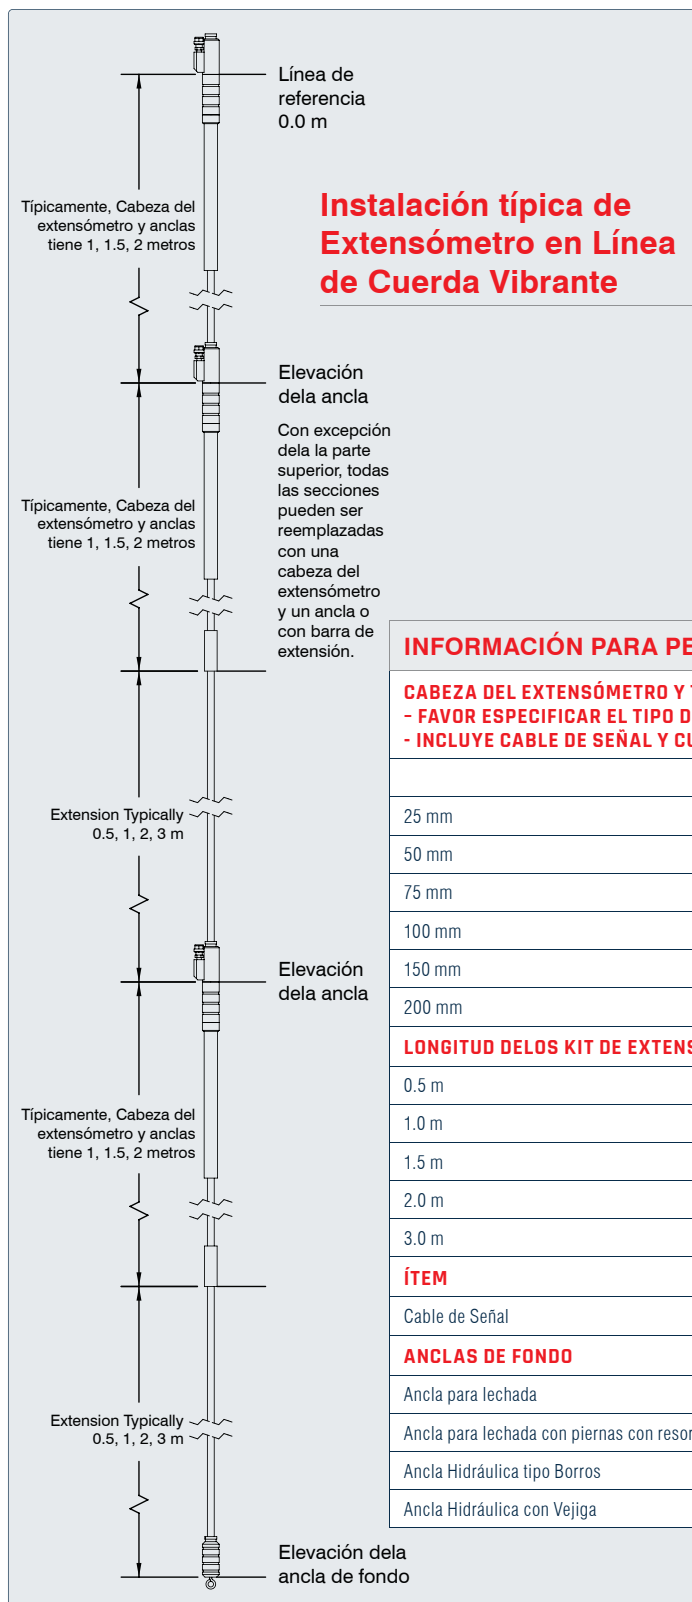 Línea de
referencia
0.0 m
Típicamente, Cabeza del
extensómetro y anclas
tiene 1, 1.5, 2 metros
Instalación típica de
Extensómetro en Línea
de Cuerda Vibrante
Elevación
dela ancla
Con excepción
dela la parte
superior, todas
las secciones
pueden ser
reemplazadas
con una
cabeza del
extensómetro
y un ancla o
con barra de
extensión.
Típicamente, Cabeza del
extensómetro y anclas
tiene 1, 1.5, 2 metros
Extension Typically
0.5, 1, 2, 3 m
Elevación
dela ancla
Típicamente, Cabeza del
extensómetro y anclas
tiene 1, 1.5, 2 metros
Extension Typically
0.5, 1, 2, 3 m
Elevación dela
ancla de fondo
INFORMACIÓN PARA PE
CABEZA DEL EXTENSÓMETRO Y
– FAVOR ESPECIFICAR EL TIPO D
- INCLUYE CABLE DE SEÑAL Y CU
25 mm
50 mm
75 mm
100 mm
150 mm
200 mm
LONGITUD DELOS KIT DE EXTENS
0.5 m
1.0 m
1.5 m
2.0 m
3.0 m
ÍTEM
Cable de Señal
ANCLAS DE FONDO
Ancla para lechada
Ancla para lechada con piernas con resor
Ancla Hidráulica tipo Borros
Ancla Hidráulica con Vejiga